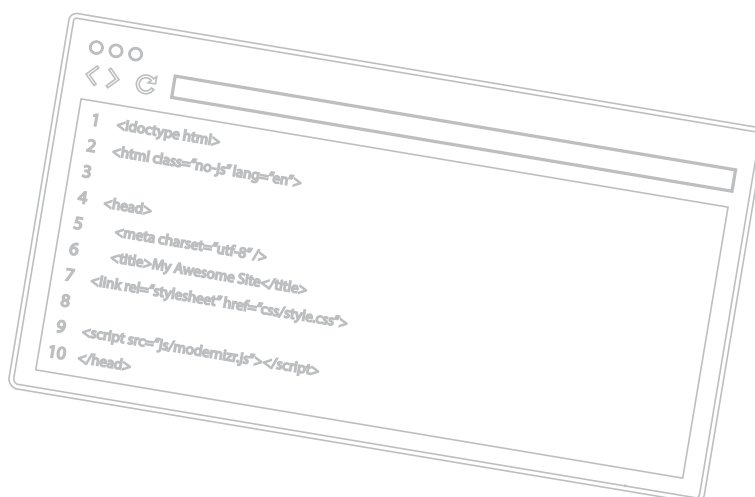 1 <!doctype html>
2 <html class="no-js" lang="en">
3
4 <head>
5 <meta charset="utf-8" />
6 <title>My Awesome Site</title>
7 <link rel="stylesheet" href="css/style.css">
8
9 <script src="js/modernizr.js"></script>
10 </head>